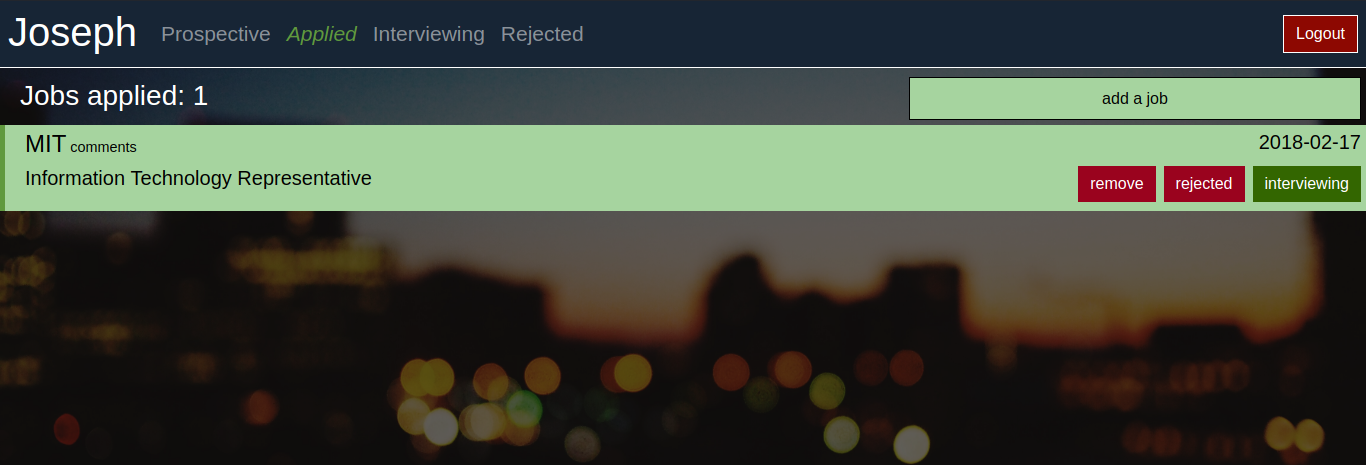 Joseph Prospective Applied Interviewing Rejected Logout
Jobs applied: 1 add a job
MIT comments 2018-02-17
Information Technology Representative remove rejected interviewing